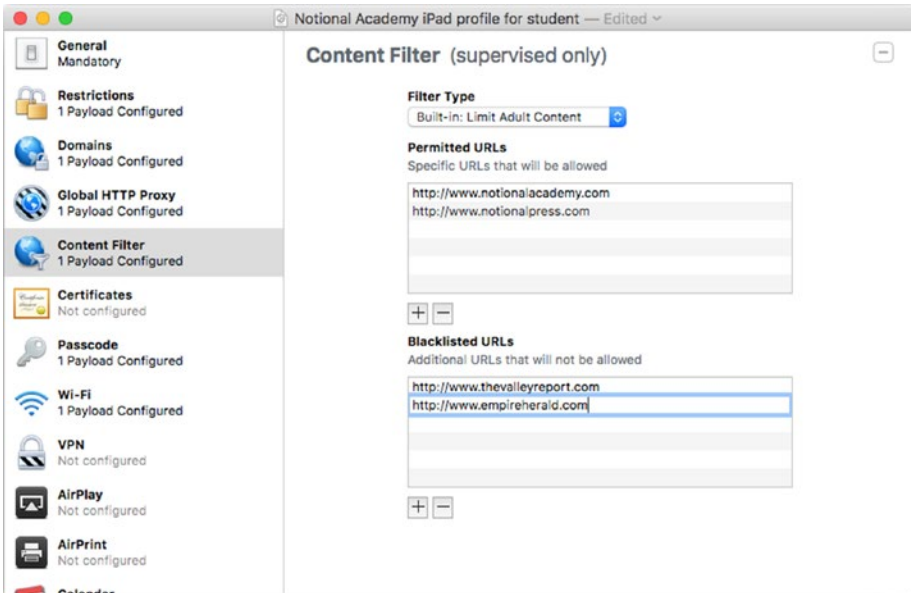 Notional Academy iPad profile for student — Edited
General
Mandatory
Restrictions
1 Payload Configured
Domains
1 Payload Configured
Global HTTP Proxy
1 Payload Configured
Content Filter
1 Payload Configured
Certificates
Not configured
Passcode
1 Payload Configured
Wi-Fi
1 Payload Configured
VPN
Not configured
AirPlay
Not configured
AirPrint
Not configured
Calendar
Content Filter (supervised only)
Filter Type
Built-in: Limit Adult Content
Permitted URLs
Specific URLs that will be allowed
http://www.notionalacademy.com
http://www.notionalpress.com
Blacklisted URLs
Additional URLs that will not be allowed
http://www.thevalleyreport.com
http://www.empireherald.com